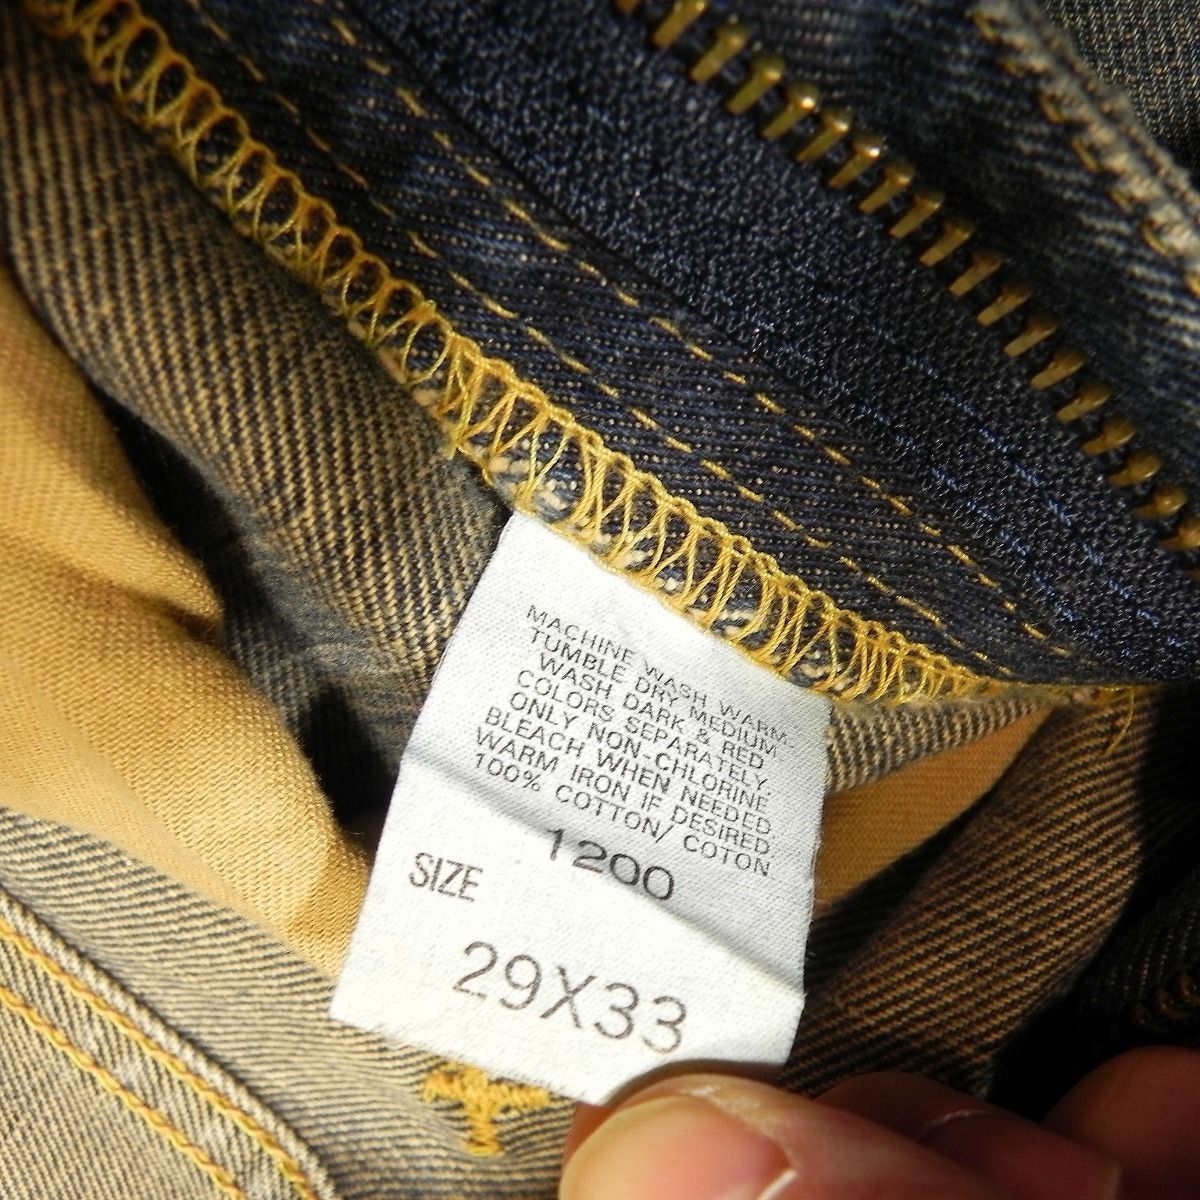 MACHINE WASH WARM.
TUMBLE DRY MEDIUM
WASH DARK & RED
COLORS SEPARATELY.
ONLY NON-CHLORINE
BLEACH WHEN NEEDED.
WARM IRON IF DESIRED
100% COTTON/ COTON
1200
SIZE
29X33